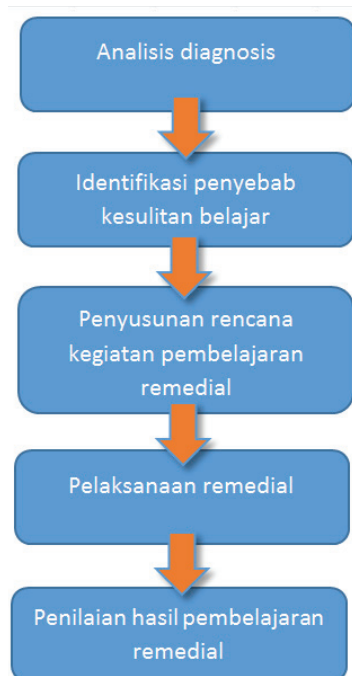 Analisis diagnosis
Identifikasi penyebab
kesulitan belajar
Penyusunan rencana
kegiatan pembelajaran
remedial
Pelaksanaan remedial
Penilaian hasil pembelajaran
remedial